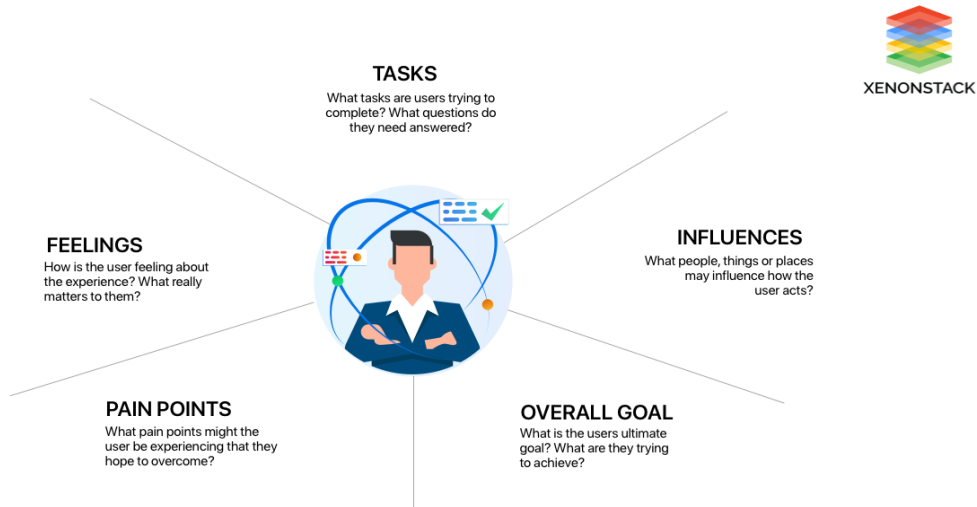 XENONSTACK
TASKS
What tasks are users trying to
complete? What questions do
they need answered?
FEELINGS
How is the user feeling about
the experience? What really
matters to them?
INFLUENCES
What people, things or places
may influence how the
user acts?
PAIN POINTS
What pain points might the
user be experiencing that they
hope to overcome?
OVERALL GOAL
What is the users ultimate
goal? What are they trying
to achieve?